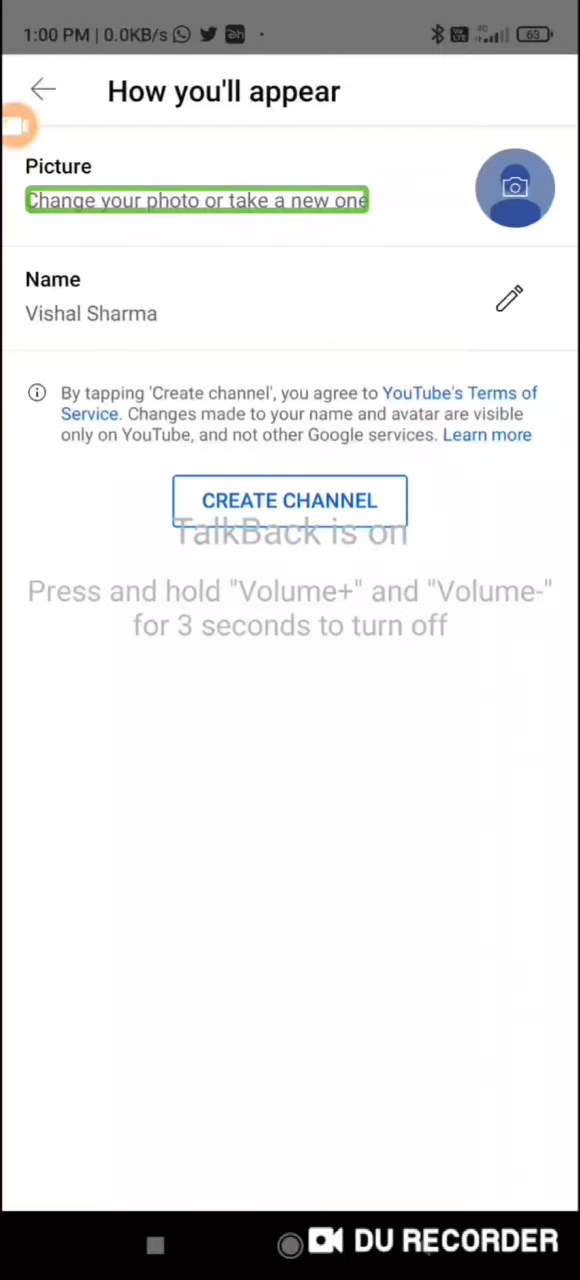 1:00 PM | 0.0KB/s
4G
63
How you'll appear
Picture
Change your photo or take a new one
Name
Vishal Sharma
By tapping 'Create channel', you agree to YouTube's Terms of
Service. Changes made to your name and avatar are visible
only on YouTube, and not other Google services. Learn more
CREATE CHANNEL
TalkBack is on
Press and hold "Volume+" and "Volume-"
for 3 seconds to turn off
DU RECORDER